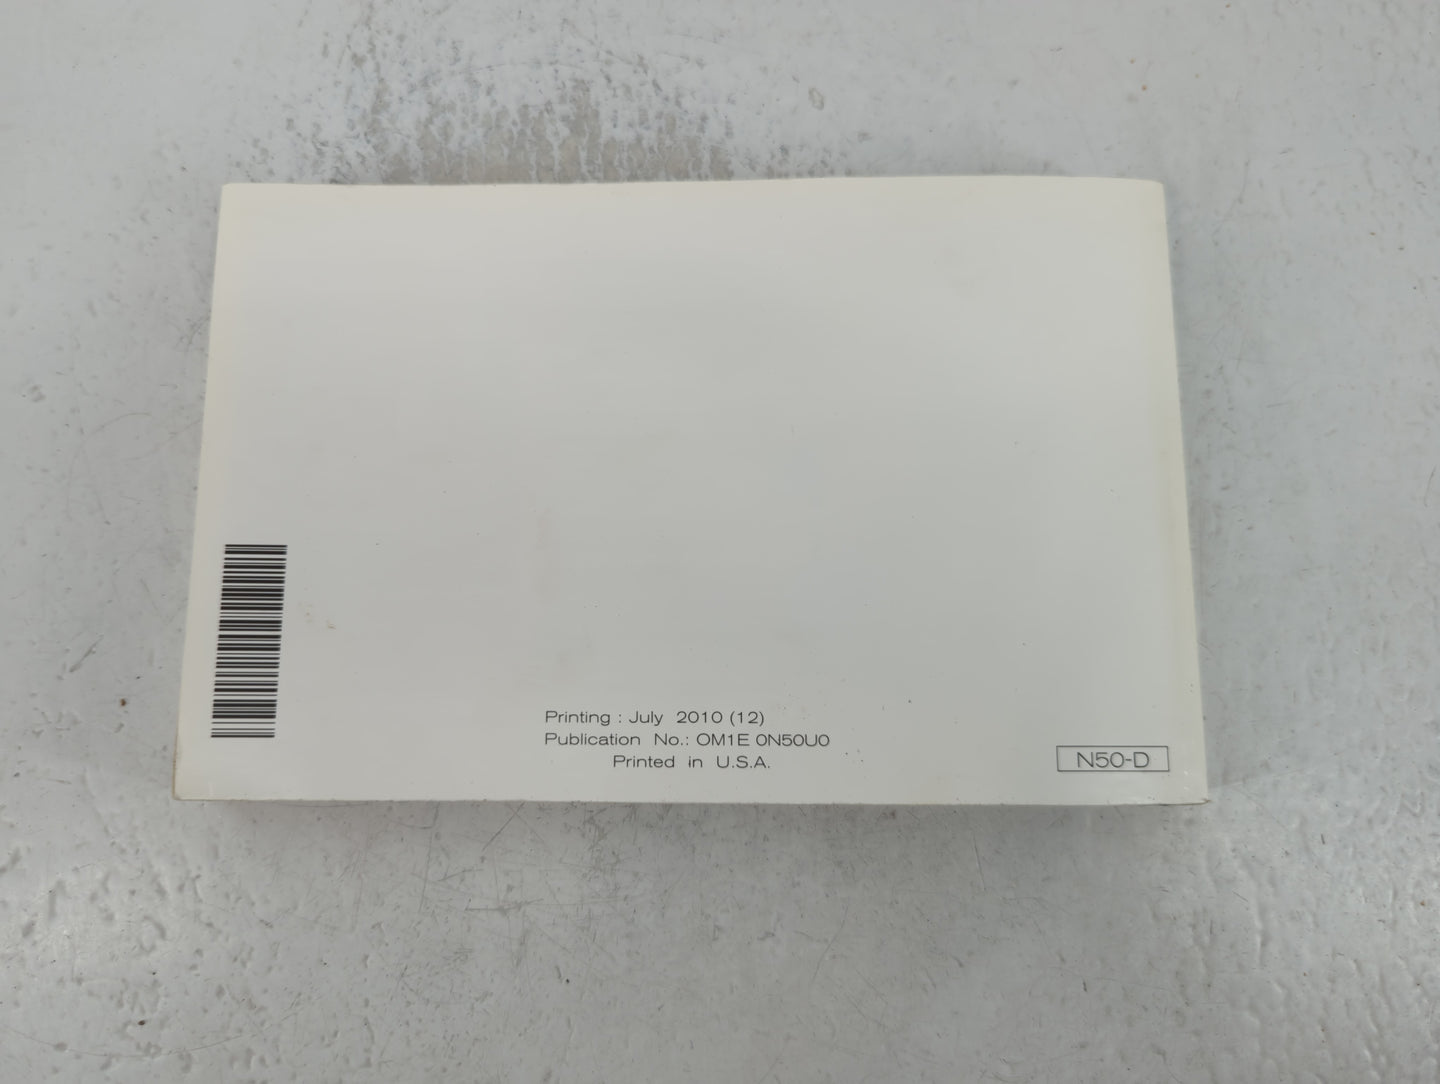 Printing : July 2010 (12)
Publication No.: OM1E 0N50U0
Printed in U.S.A.
N50-D